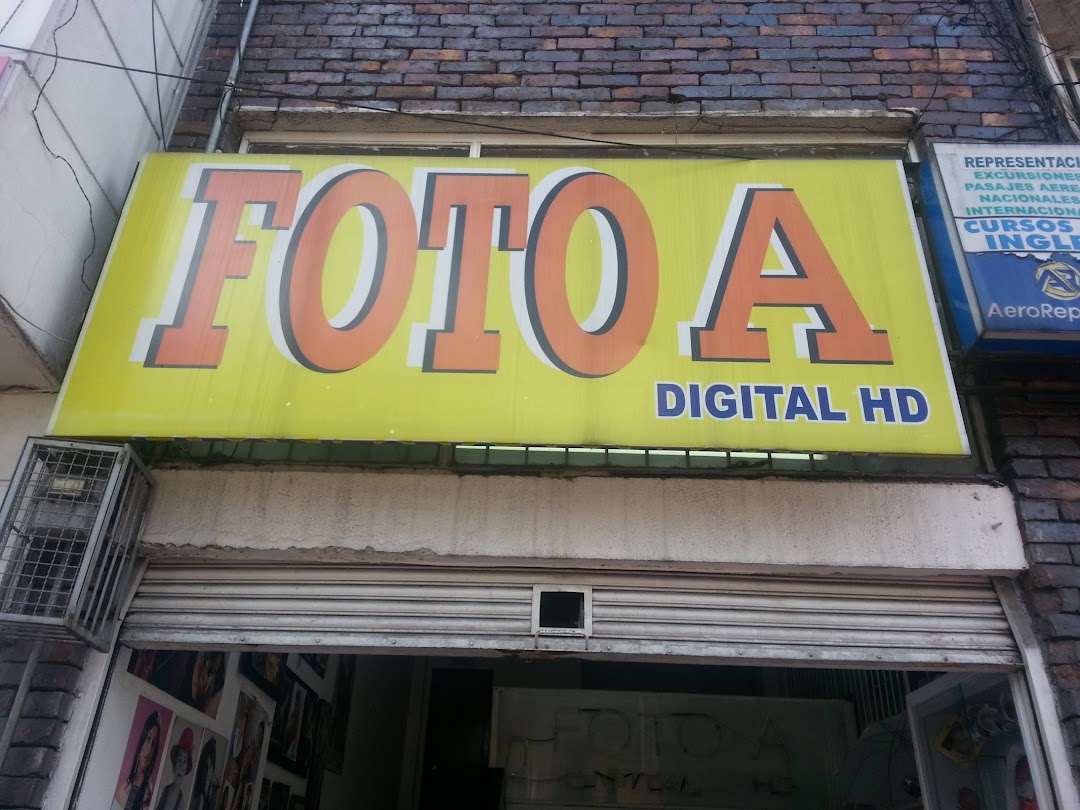 FOTO A
DIGITAL HD
REPRESENTACI
EXCURSIONES
PASAJES AERE
NACIONALES
INTERNACIONA
CURSOS
INGLE
AeroRep
FOTO A